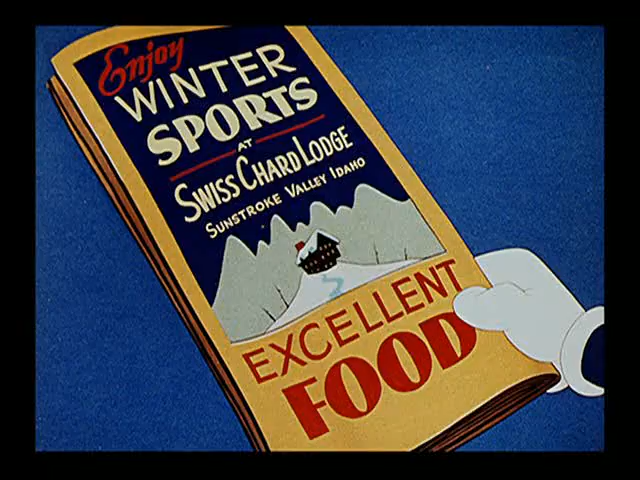 Enjoy
WINTER
SPORTS
AT
SWISS CHARD LODGE
SUNSTROKE VALLEY IDAHO
EXCELLENT
FOOD